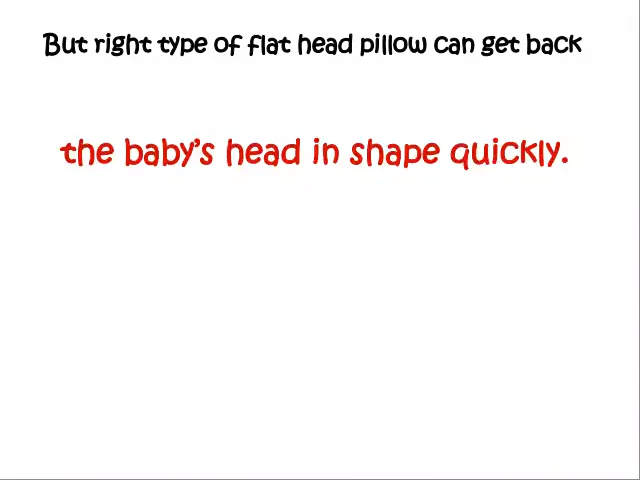 But right type of flat head pillow can get back
the baby's head in shape quickly.